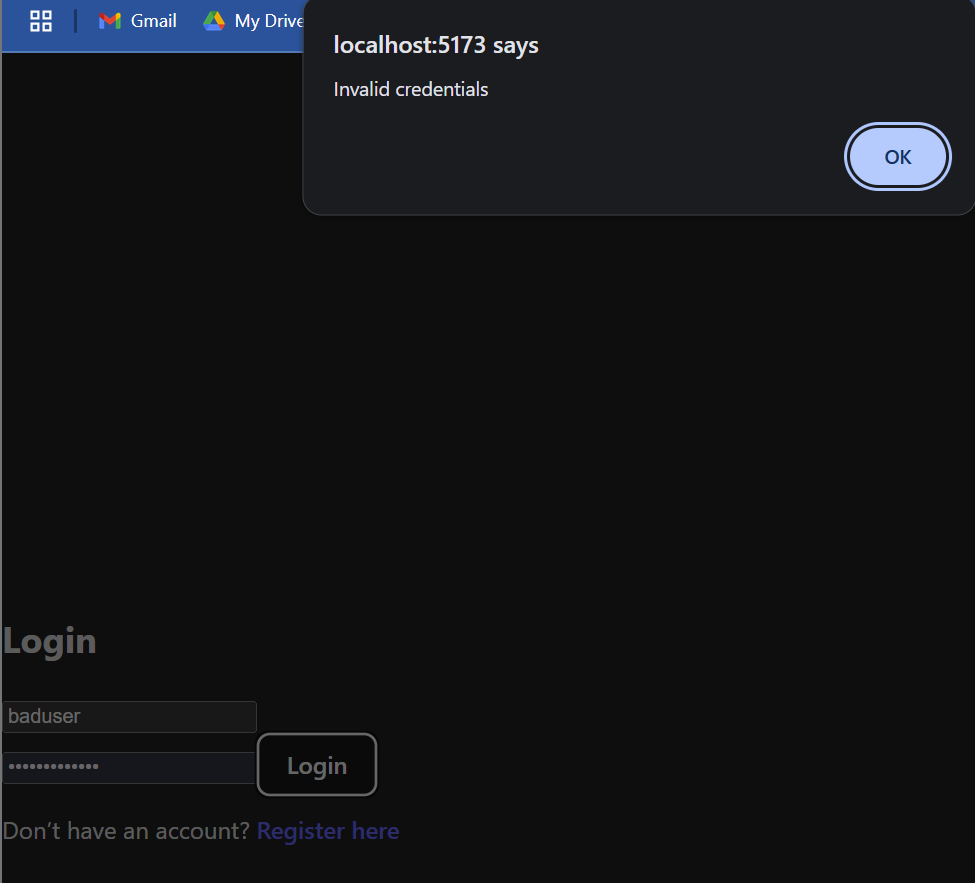 Gmail My Drive
localhost:5173 says
Invalid credentials
OK
Login
baduser
•••••••••••••
Login
Don’t have an account? Register here